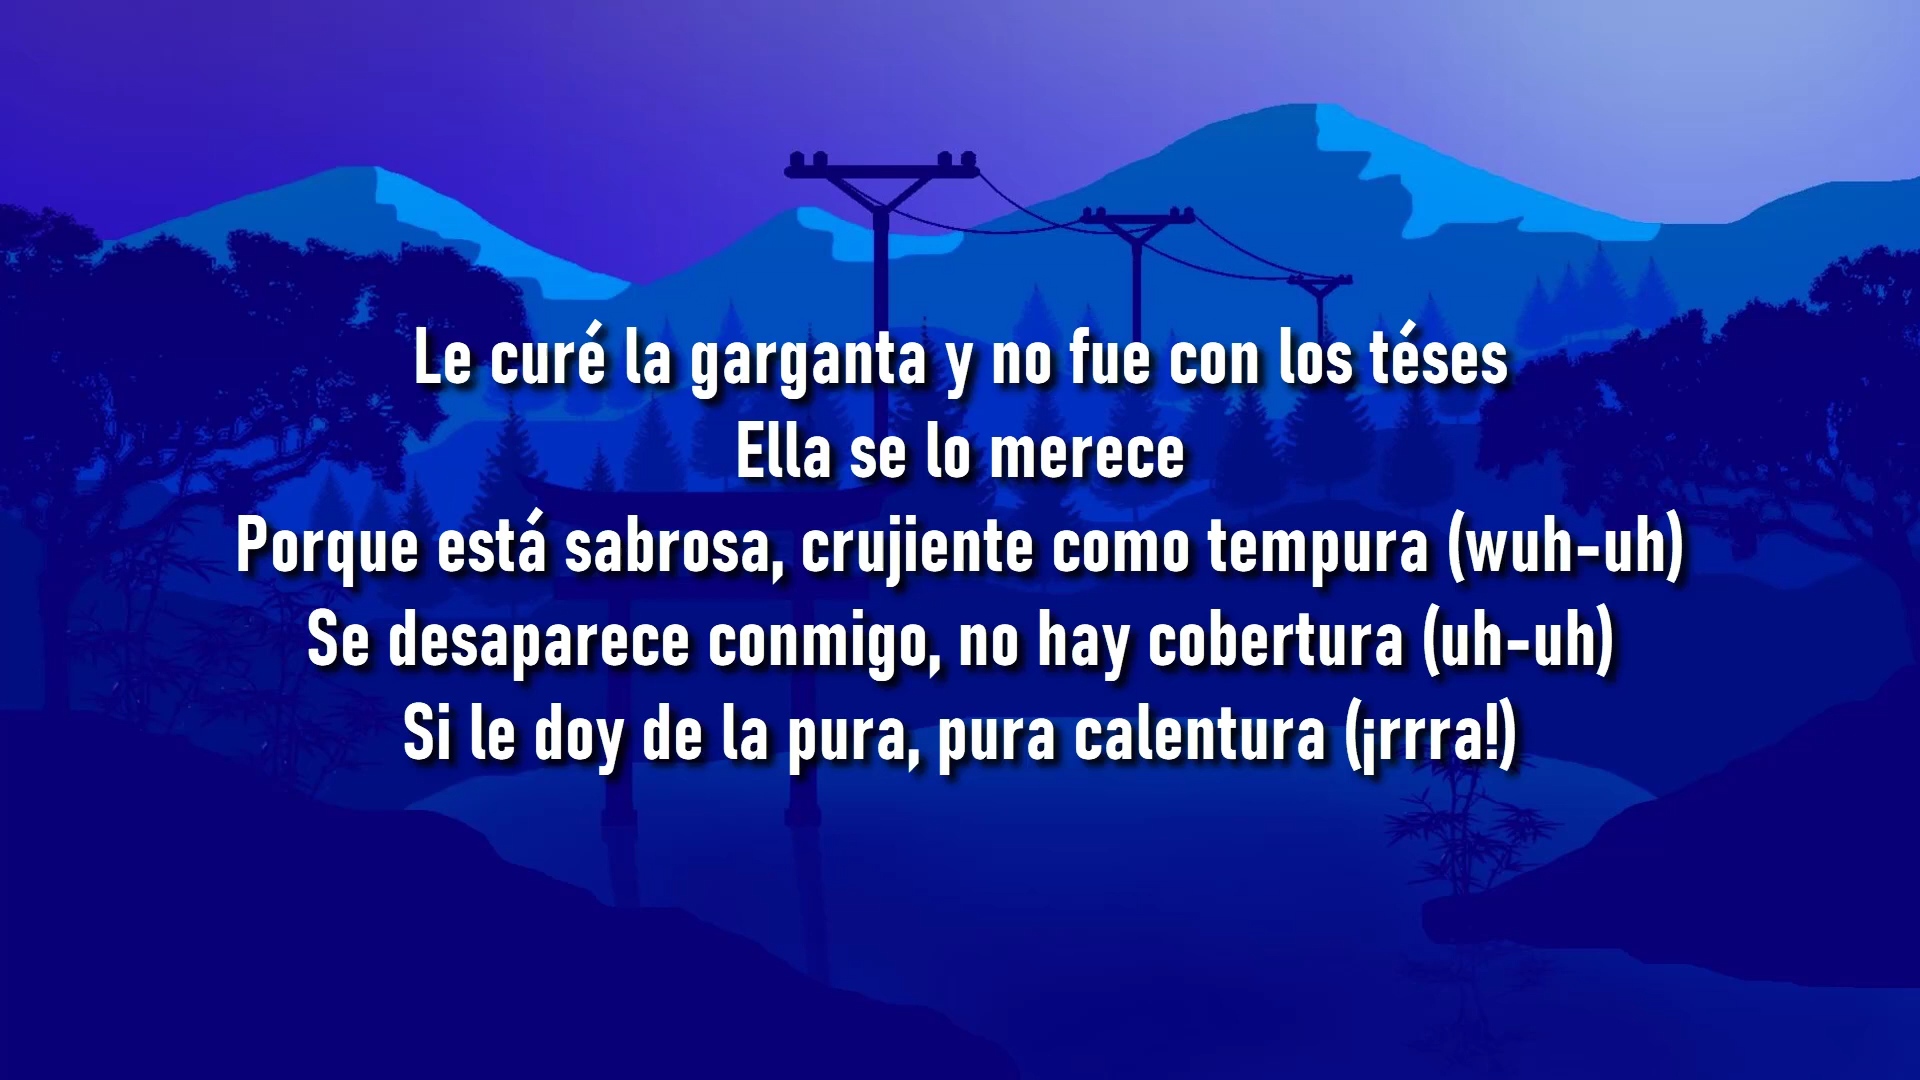 Le curé la garganta y no fue con los téses
Ella se lo merece
Porque está sabrosa, crujiente como tempura (wuh-uh)
Se desaparece conmigo, no hay cobertura (uh-uh)
Si le doy de la pura, pura calentura (¡rrra!)